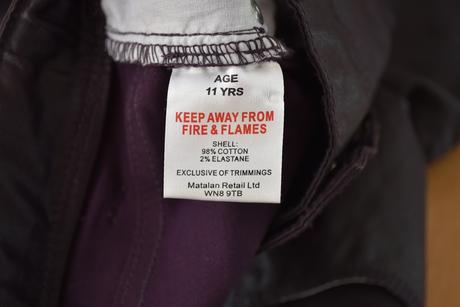 AGE
11 YRS
KEEP AWAY FROM
FIRE & FLAMES
SHELL:
98% COTTON
2% ELASTANE
EXCLUSIVE OF TRIMMINGS
Matalan Retail Ltd
WN8 9TB